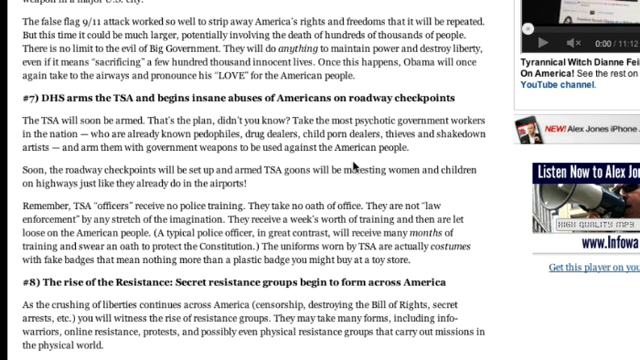 weapons in a major U.S. city.
The false flag 9/11 attack worked so well to strip away America's rights and freedoms that it will be repeated.
But this time it could be much larger, potentially involving the death of hundreds of thousands of people.
There is no limit to the evil of Big Government. They will do anything to maintain power and destroy liberty,
even if it means "sacrificing" a few hundred thousand innocent lives. Once this happens, Obama will once
again take to the airways and pronounce his "LOVE" for the American people.
#7) DHS arms the TSA and begins insane abuses of Americans on roadway checkpoints
The TSA will soon be armed. That's the plan, didn't you know? Take the most psychotic government workers
in the nation — who are already known pedophiles, drug dealers, child porn dealers, thieves and shakedown
artists — and arm them with government weapons to be used against the American people.
Soon, the roadway checkpoints will be set up and armed TSA goons will be molesting women and children
on highways just like they already do in the airports!
Remember, TSA "officers" receive no police training. They take no oath of office. They are not "law
enforcement" by any stretch of the imagination. They receive a week's worth of training and then are let
loose on the American people. (A typical police officer, in great contrast, will receive many months of
training and swear an oath to protect the Constitution.) The uniforms worn by TSA are actually costumes
with fake badges that mean nothing more than a plastic badge you might buy at a toy store.
#8) The rise of the Resistance: Secret resistance groups begin to form across America
As the crushing of liberties continues across America (censorship, destroying the Bill of Rights, secret
arrests, etc.) you will witness the rise of resistance groups. They may take many forms, including info-
warriors, online resistance, protests, and possibly even physical resistance groups that carry out missions in
the physical world.
0:00 / 11:12
Tyrannical Witch Dianne Fei
On America! See the rest on
YouTube channel.
NEW! Alex Jones iPhone
Listen Now to Alex Jo
HIGH QUALITY MP3
www.Infowa
Get this player on you